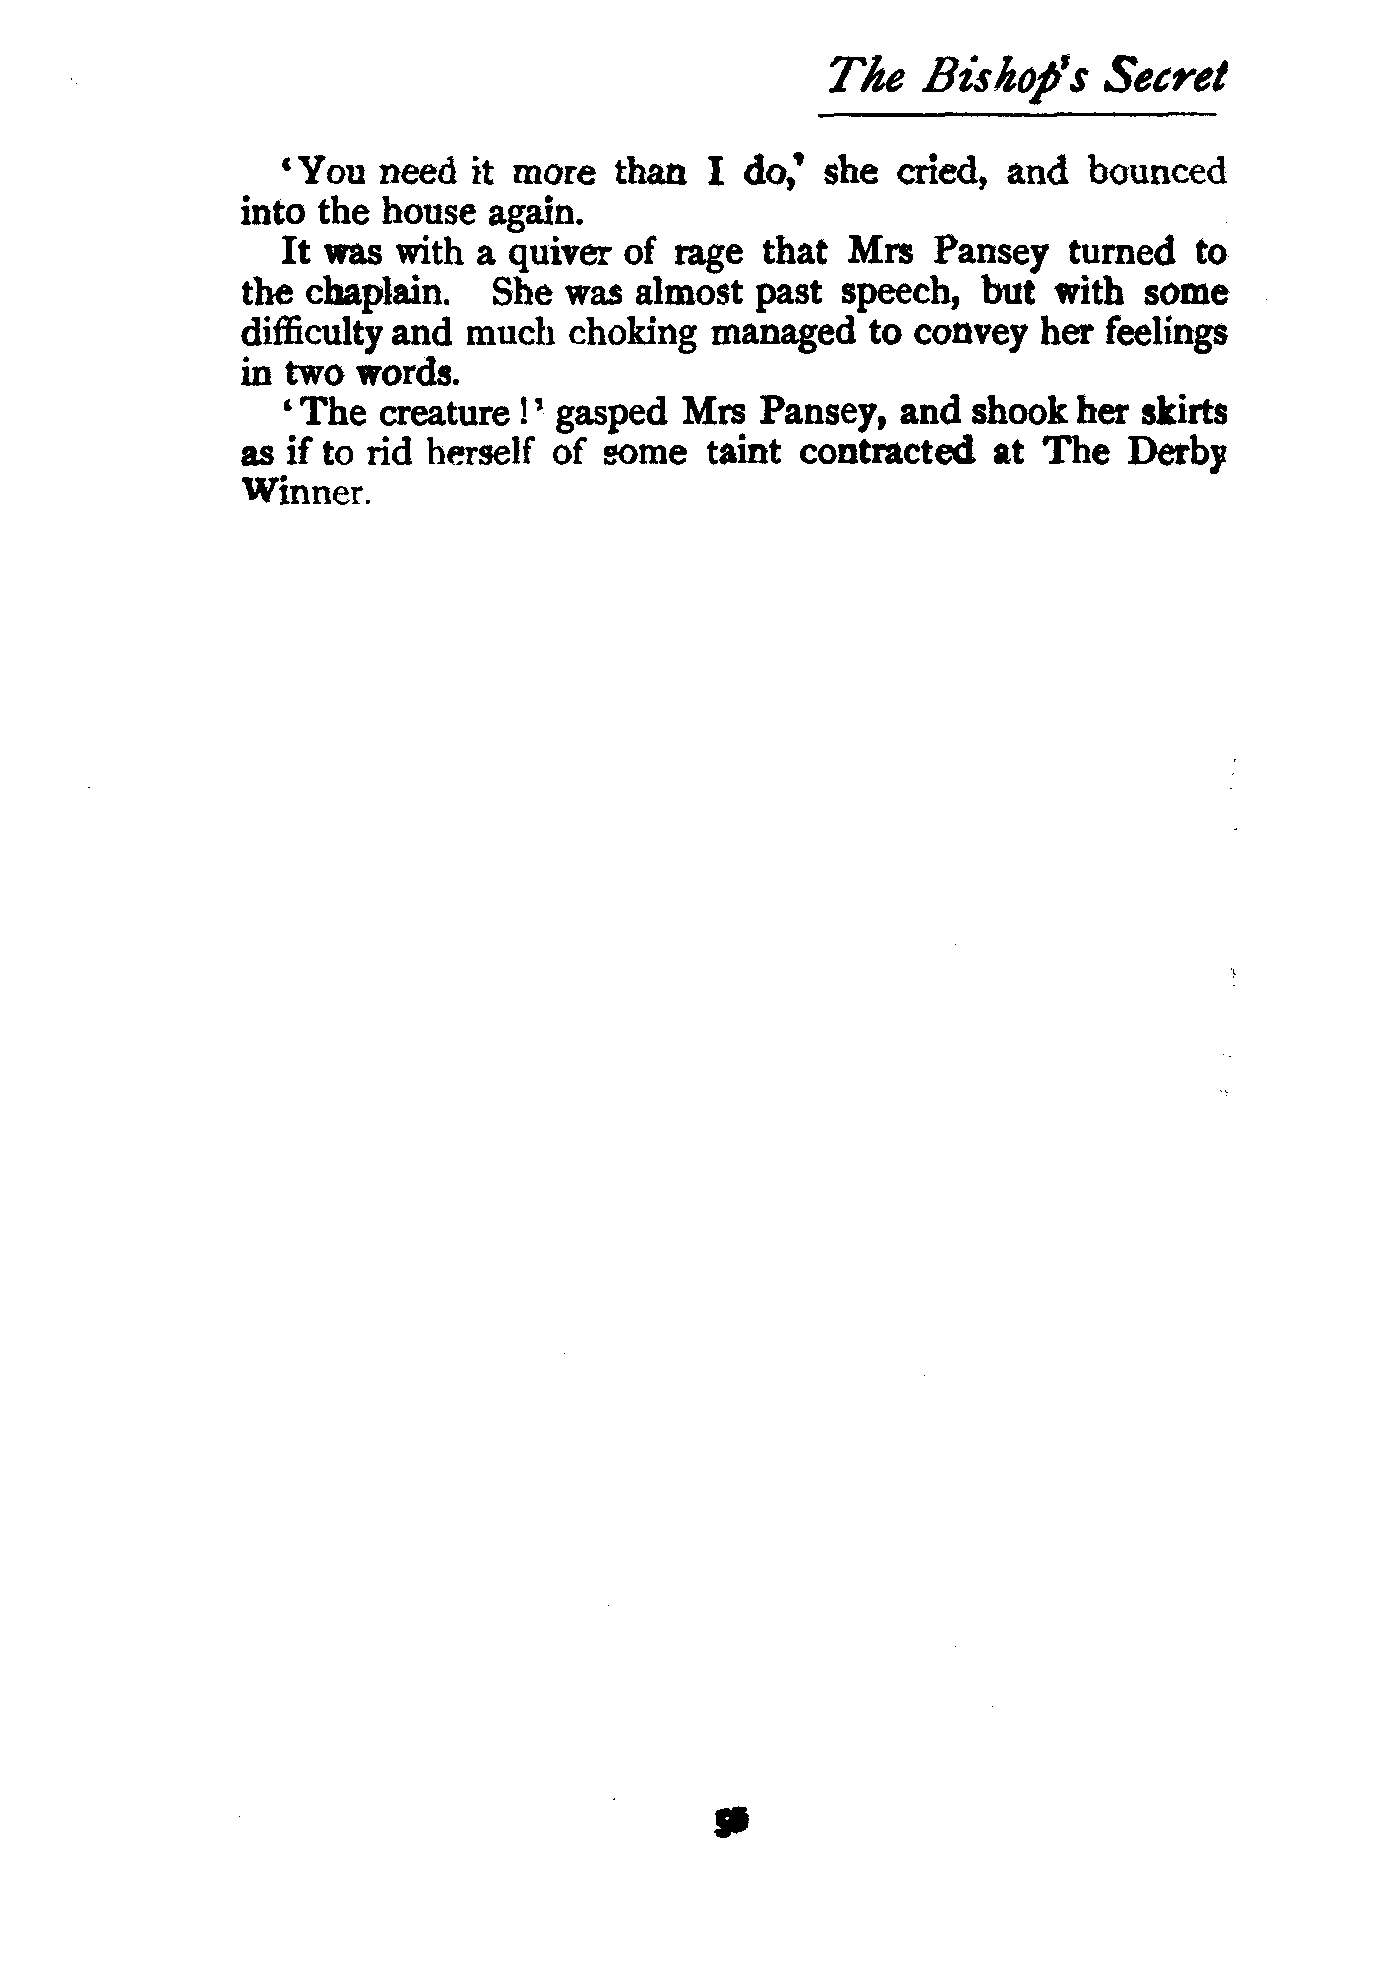 The Bishop's Secret
'You need it more than I do,' she cried, and bounced
into the house again.
It was with a quiver of rage that Mrs Pansey turned to
the chaplain. She was almost past speech, but with some
difficulty and much choking managed to convey her feelings
in two words.
'The creature!' gasped Mrs Pansey, and shook her skirts
as if to rid herself of some taint contracted at The Derby
Winner.